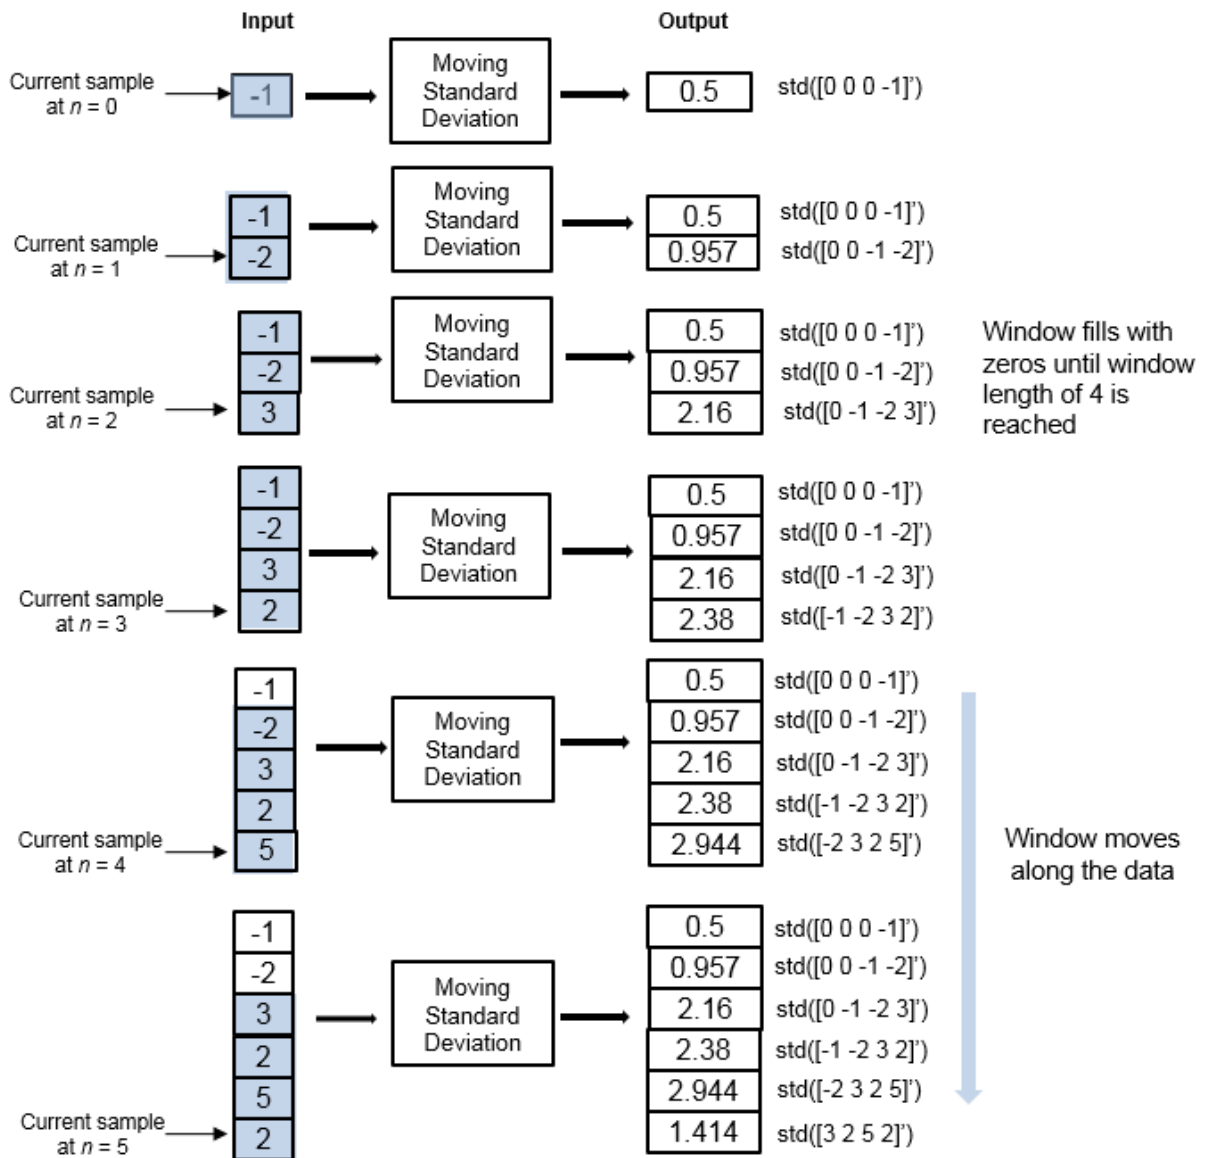 Input
Output
Current sample
at n = 0
-1
Moving
Standard
Deviation
0.5
std([0 0 0 -1]')
Current sample
at n = 1
-1
-2
Moving
Standard
Deviation
0.5
std([0 0 0 -1]')
0.957
std([0 0 -1 -2]')
Current sample
at n = 2
-1
-2
3
Moving
Standard
Deviation
0.5
std([0 0 0 -1]')
0.957
std([0 0 -1 -2]')
2.16
std([0 -1 -2 3]')
Window fills with
zeros until window
length of 4 is
reached
Current sample
at n = 3
-1
-2
3
2
Moving
Standard
Deviation
0.5
std([0 0 0 -1]')
0.957
std([0 0 -1 -2]')
2.16
std([0 -1 -2 3]')
2.38
std([-1 -2 3 2]')
Current sample
at n = 4
-1
-2
3
2
5
Moving
Standard
Deviation
0.5
std([0 0 0 -1]')
0.957
std([0 0 -1 -2]')
2.16
std([0 -1 -2 3]')
2.38
std([-1 -2 3 2]')
2.944
std([-2 3 2 5]')
Window moves
along the data
Current sample
at n = 5
-1
-2
3
2
5
2
Moving
Standard
Deviation
0.5
std([0 0 0 -1]')
0.957
std([0 0 -1 -2]')
2.16
std([0 -1 -2 3]')
2.38
std([-1 -2 3 2]')
2.944
std([-2 3 2 5]')
1.414
std([3 2 5 2]')